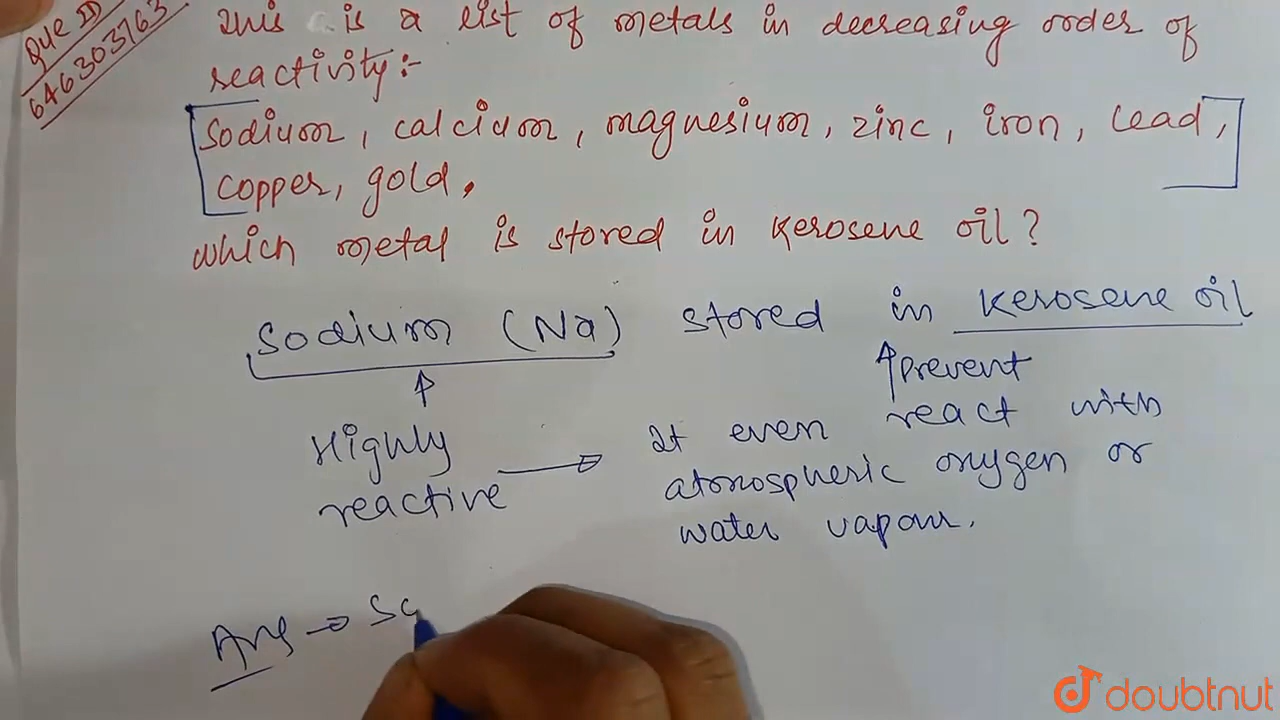 Que ID
646303763
This is a list of metals in decreasing order of
reactivity:-
Sodium, calcium, magnesium, zinc, iron, lead,
copper, gold,
which metal is stored in kerosene oil?
Sodium (Na) stored in kerosene oil
prevent
Highly
reactive
It even react with
atmospheric oxygen or
water vapour.
Ans → So
doubtnut